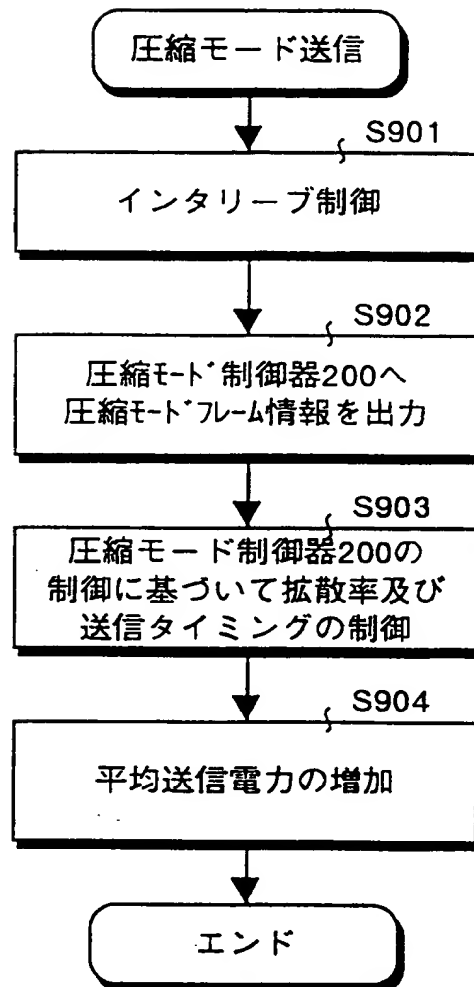 圧縮モード送信
S901
インタリーブ制御
S902
圧縮モード制御器200へ
圧縮モードフレーム情報を出力
S903
圧縮モード制御器200の
制御に基づいて拡散率及び
送信タイミングの制御
S904
平均送信電力の増加
エンド